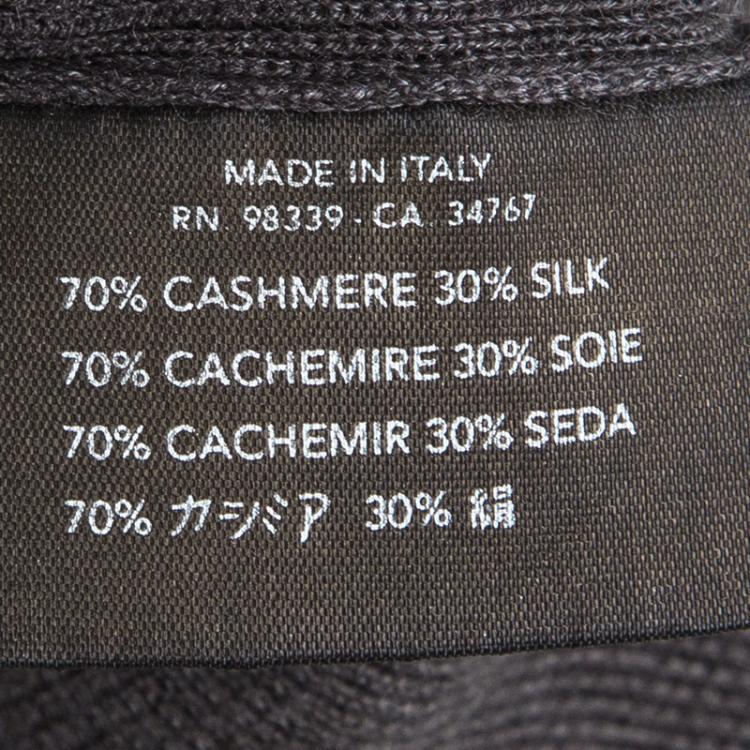 MADE IN ITALY
RN. 98339 - CA. 34767
70% CASHMERE 30% SILK
70% CACHEMIRE 30% SOIE
70% CACHEMIR 30% SEDA
70% カシミア 30% 絹